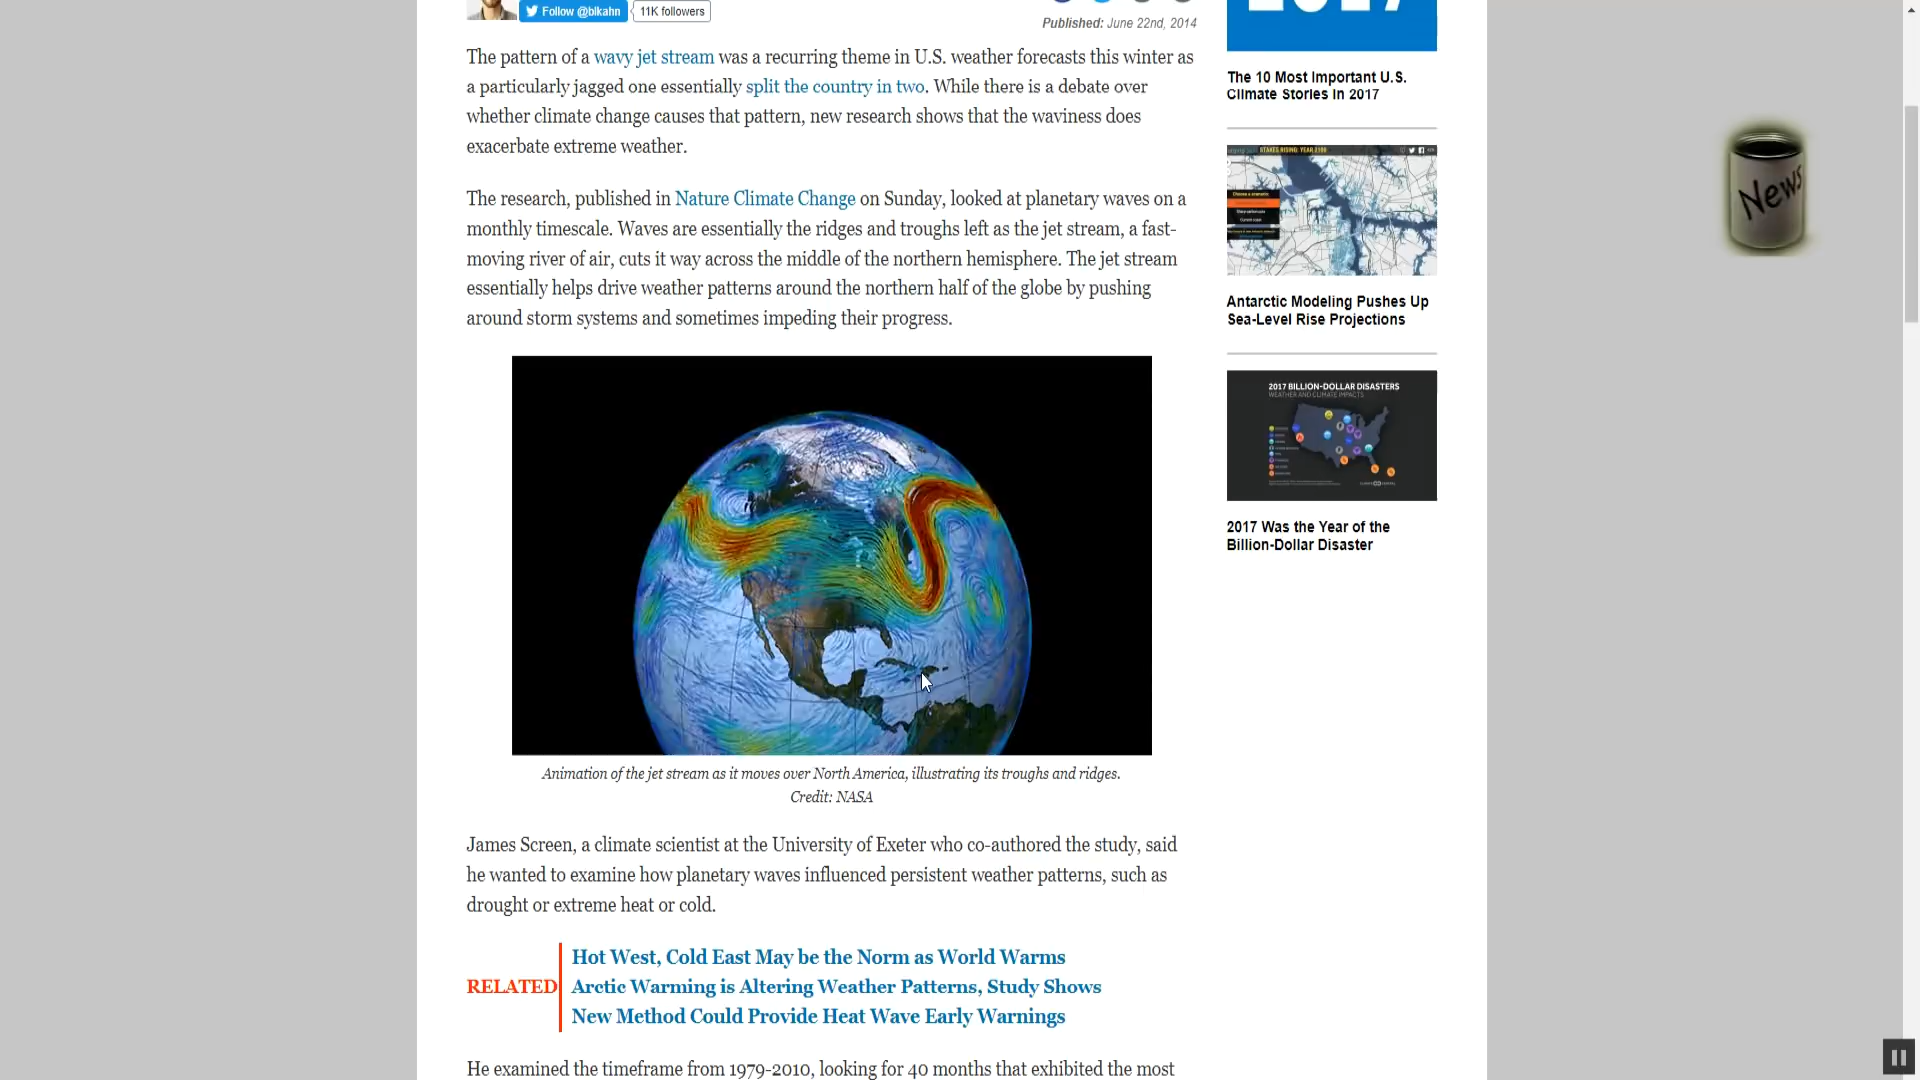 Follow @blkahn
11K followers
Published: June 22nd, 2014
The pattern of a wavy jet stream was a recurring theme in U.S. weather forecasts this winter as
a particularly jagged one essentially split the country in two. While there is a debate over
whether climate change causes that pattern, new research shows that the waviness does
exacerbate extreme weather.
The research, published in Nature Climate Change on Sunday, looked at planetary waves on a
monthly timescale. Waves are essentially the ridges and troughs left as the jet stream, a fast-
moving river of air, cuts it way across the middle of the northern hemisphere. The jet stream
essentially helps drive weather patterns around the northern half of the globe by pushing
around storm systems and sometimes impeding their progress.
Animation of the jet stream as it moves over North America, illustrating its troughs and ridges.
Credit: NASA
James Screen, a climate scientist at the University of Exeter who co-authored the study, said
he wanted to examine how planetary waves influenced persistent weather patterns, such as
drought or extreme heat or cold.
RELATED
Hot West, Cold East May be the Norm as World Warms
Arctic Warming is Altering Weather Patterns, Study Shows
New Method Could Provide Heat Wave Early Warnings
He examined the timeframe from 1979-2010, looking for 40 months that exhibited the most
2017
The 10 Most Important U.S.
Climate Stories In 2017
STAKES RISING: YEAR 2100
Antarctic Modeling Pushes Up
Sea-Level Rise Projections
2017 BILLION-DOLLAR DISASTERS
WEATHER AND CLIMATE IMPACTS
CLIMATE CENTRAL
2017 Was the Year of the
Billion-Dollar Disaster
News